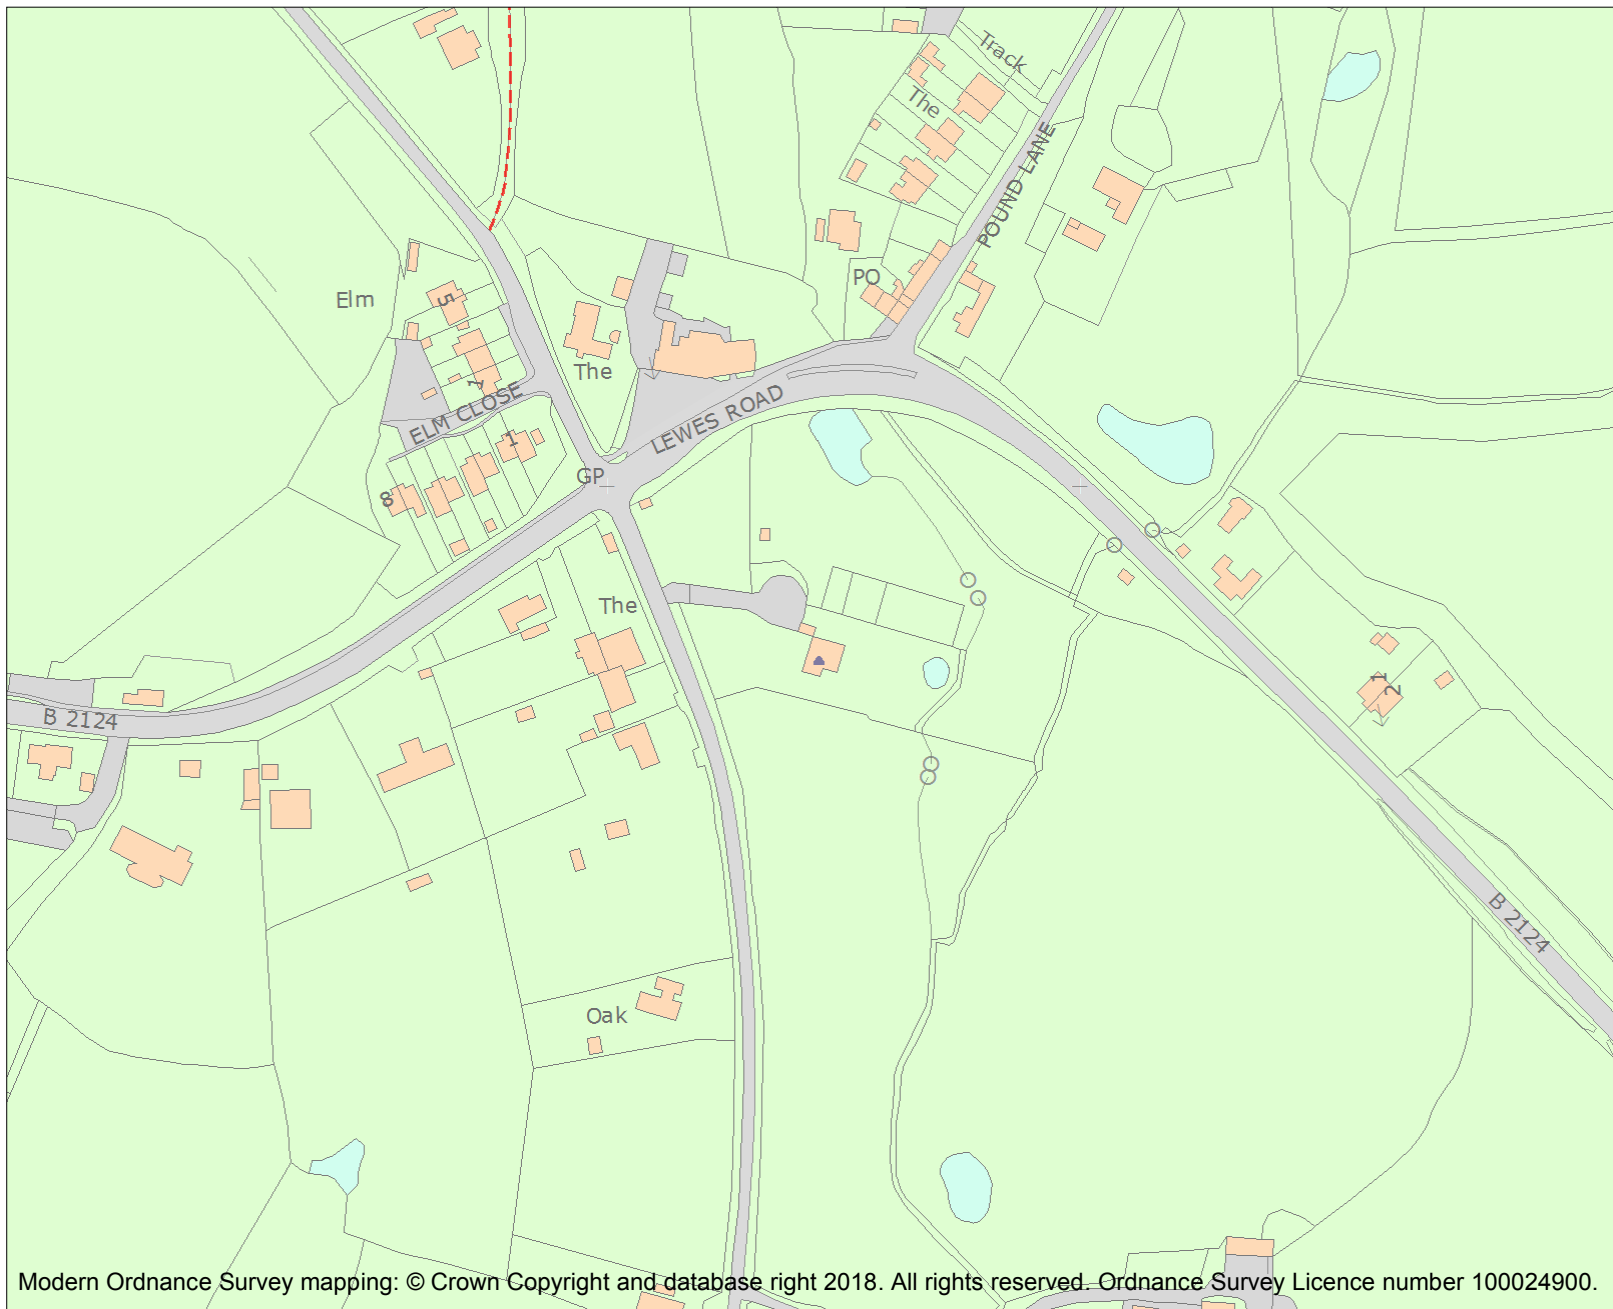 Track
The
POUND LANE
PO
Elm
5
The
1
ELM CLOSE
LEWES ROAD
1
GP
8
The
1
2
B 2124
B 2124
Oak
Modern Ordnance Survey mapping: © Crown Copyright and database right 2018. All rights reserved. Ordnance Survey Licence number 100024900.